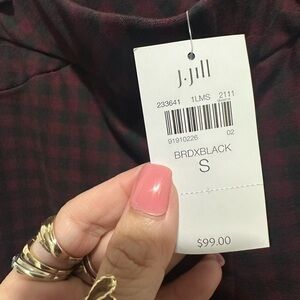 J.Jill
233641 1LMS 2111
91910226 02
BRDXBLACK
S
$99.00